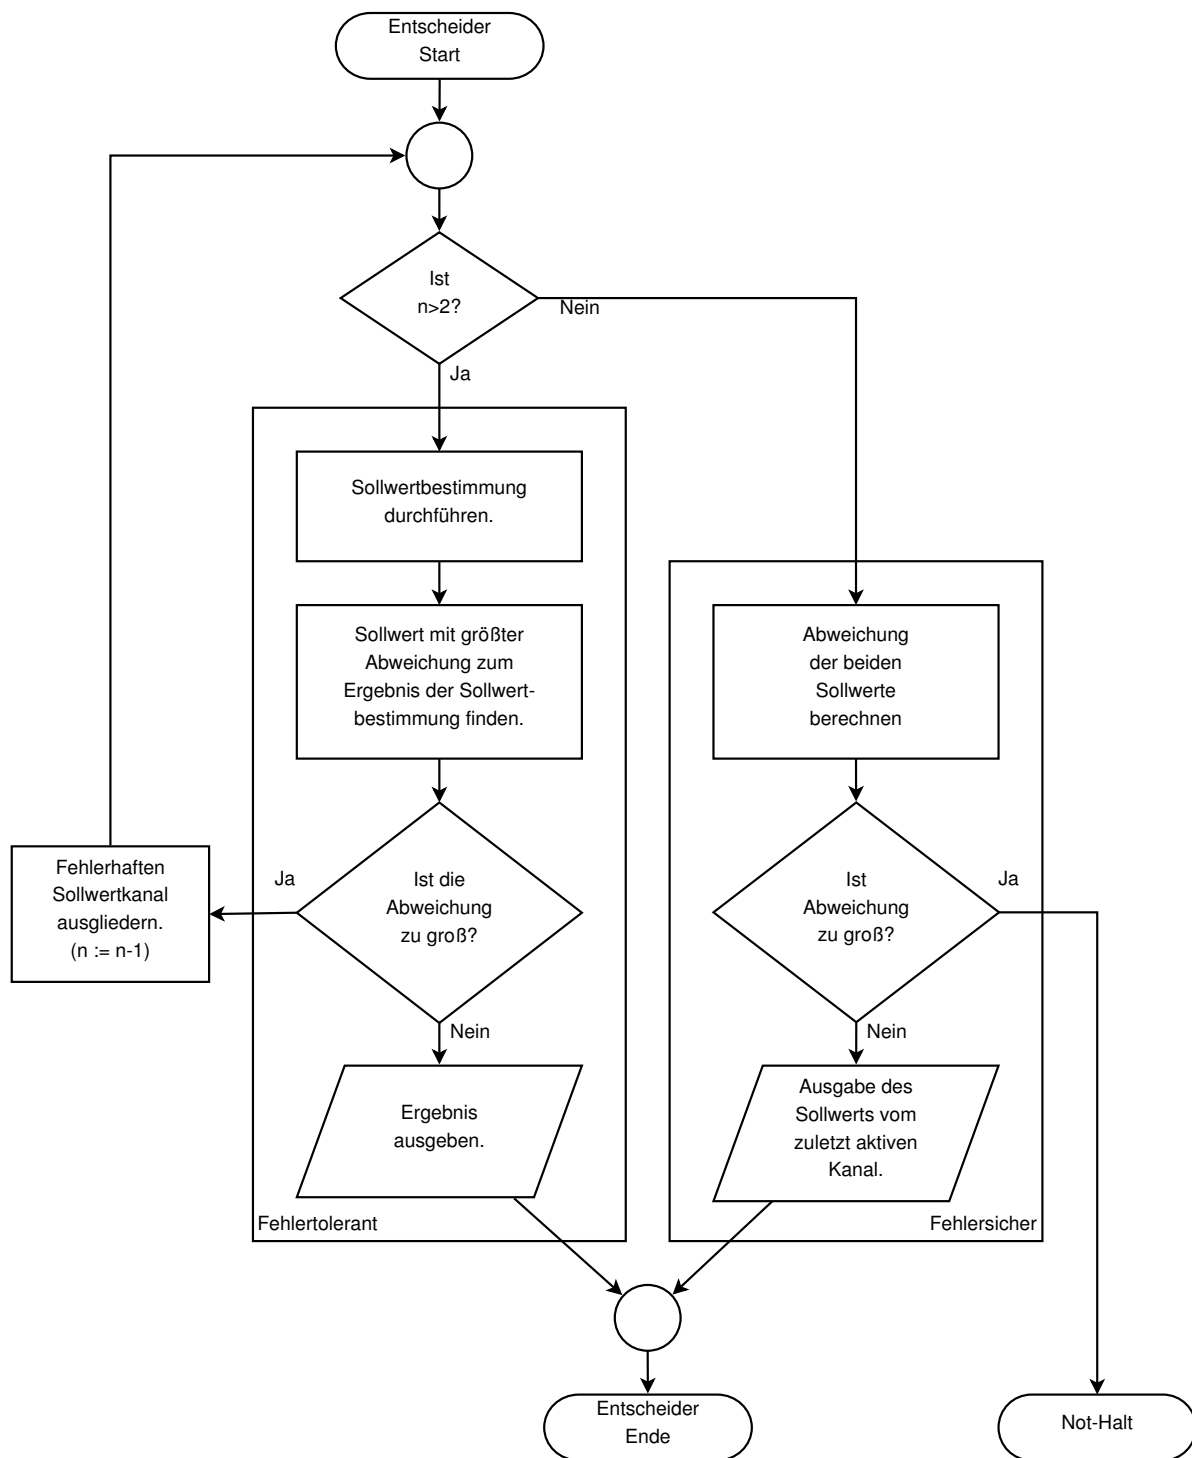 Entscheider
Start
Ist
n>2?
Nein
Ja
Sollwertbestimmung
durchführen.
Sollwert mit größter
Abweichung zum
Ergebnis der Sollwert-
bestimmung finden.
Abweichung
der beiden
Sollwerte
berechnen
Fehlerhaften
Sollwertkanal
ausgliedern.
(n := n-1)
Ja
Ist die
Abweichung
zu groß?
Ist
Abweichung
zu groß?
Ja
Nein
Nein
Ergebnis
ausgeben.
Ausgabe des
Sollwerts vom
zuletzt aktiven
Kanal.
Fehlertolerant
Fehlersicher
Entscheider
Ende
Not-Halt